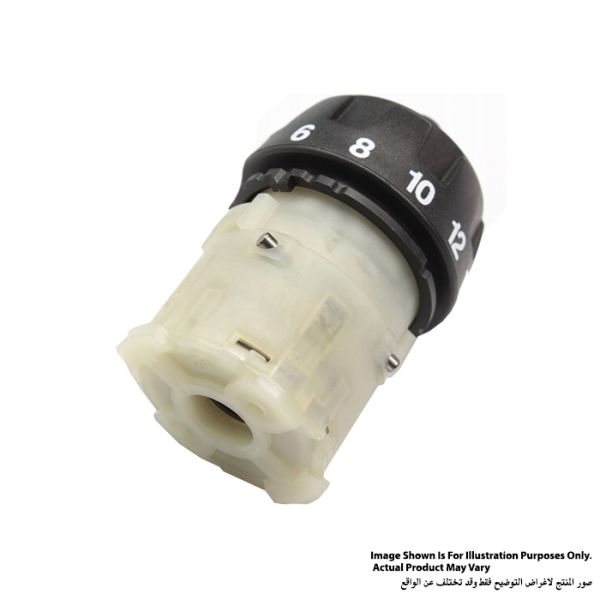 6 8 10 12
Image Shown Is For Illustration Purposes Only.
Actual Product May Vary
صور المنتج لاغراض التوضيح فقط وقد تختلف عن الواقع